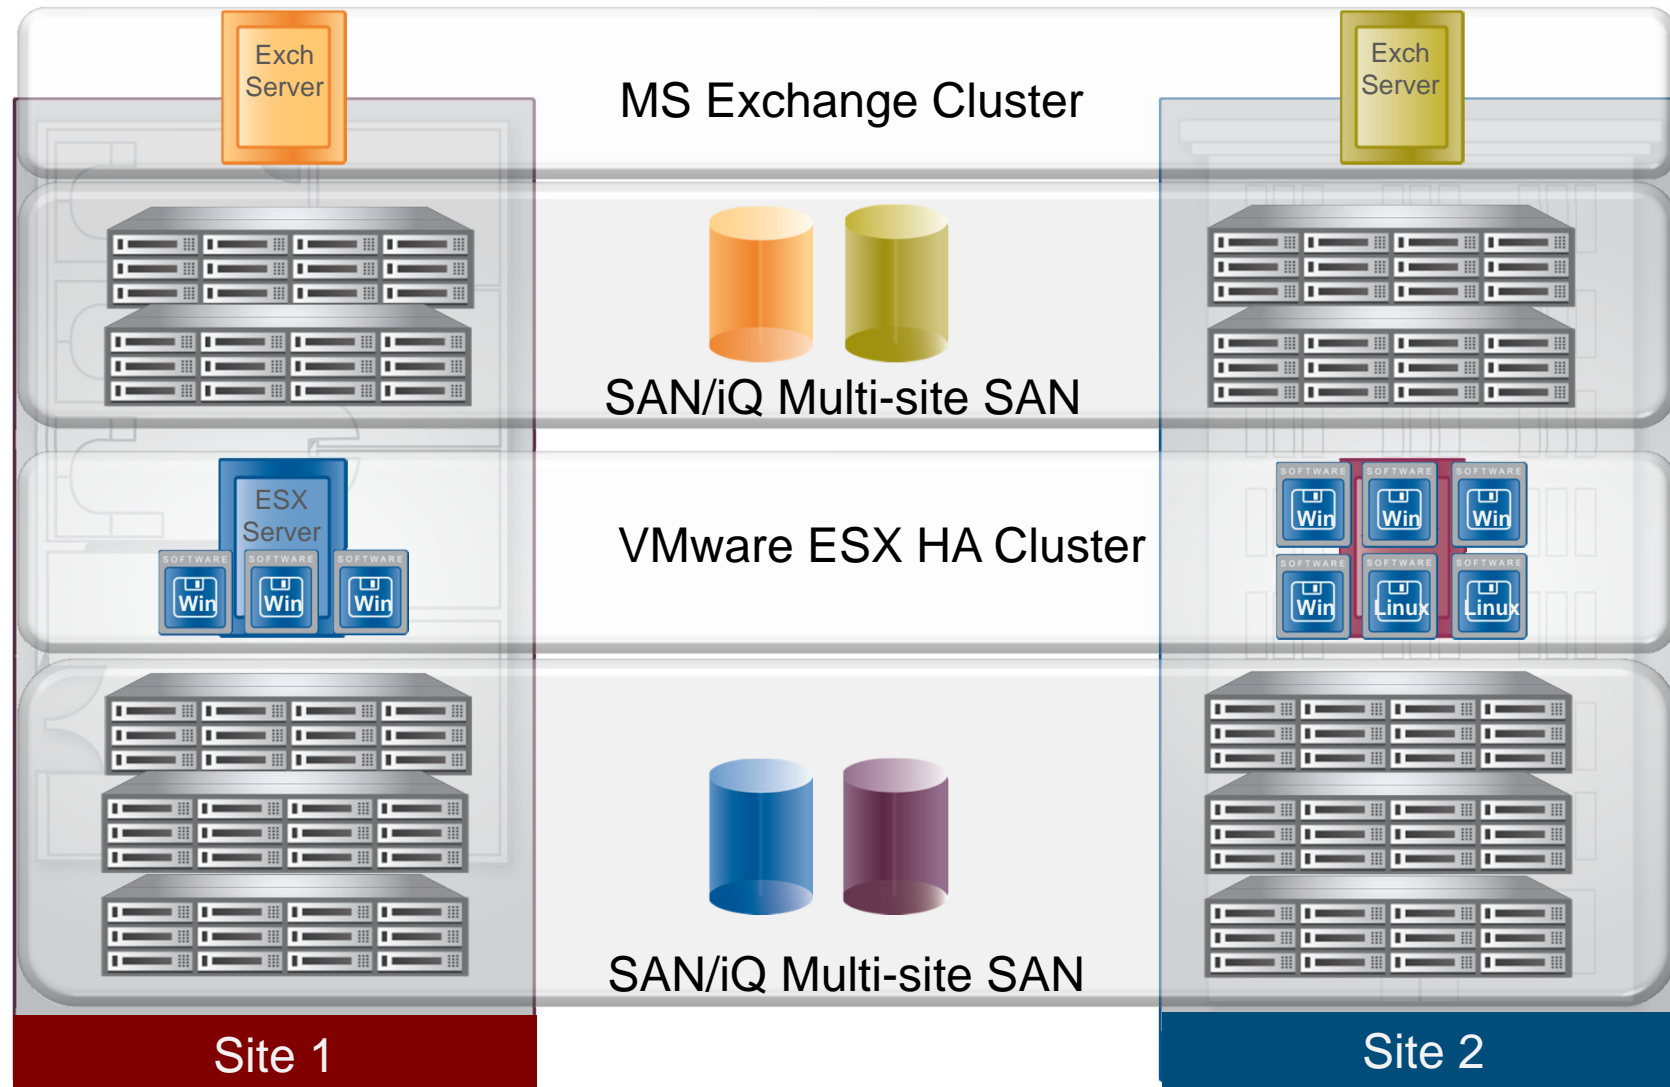 Exch
Server
MS Exchange Cluster
Exch
Server
SAN/iQ Multi-site SAN
ESX
Server
SOFTWARE
Win
SOFTWARE
Win
SOFTWARE
Win
VMware ESX HA Cluster
SOFTWARE
Win
SOFTWARE
Win
SOFTWARE
Win
SOFTWARE
Win
SOFTWARE
Linux
SOFTWARE
Linux
SAN/iQ Multi-site SAN
Site 1
Site 2